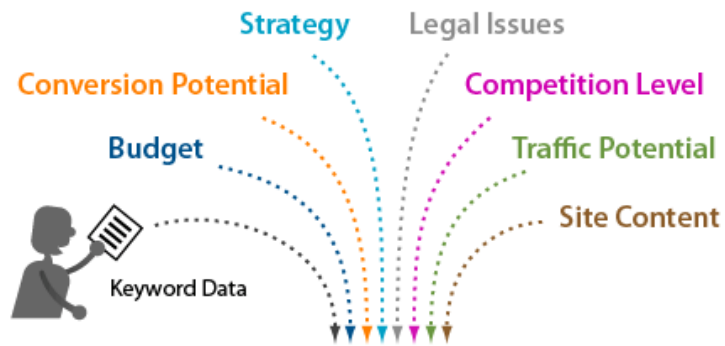 Strategy
Legal Issues
Conversion Potential
Competition Level
Budget
Traffic Potential
Site Content
Keyword Data